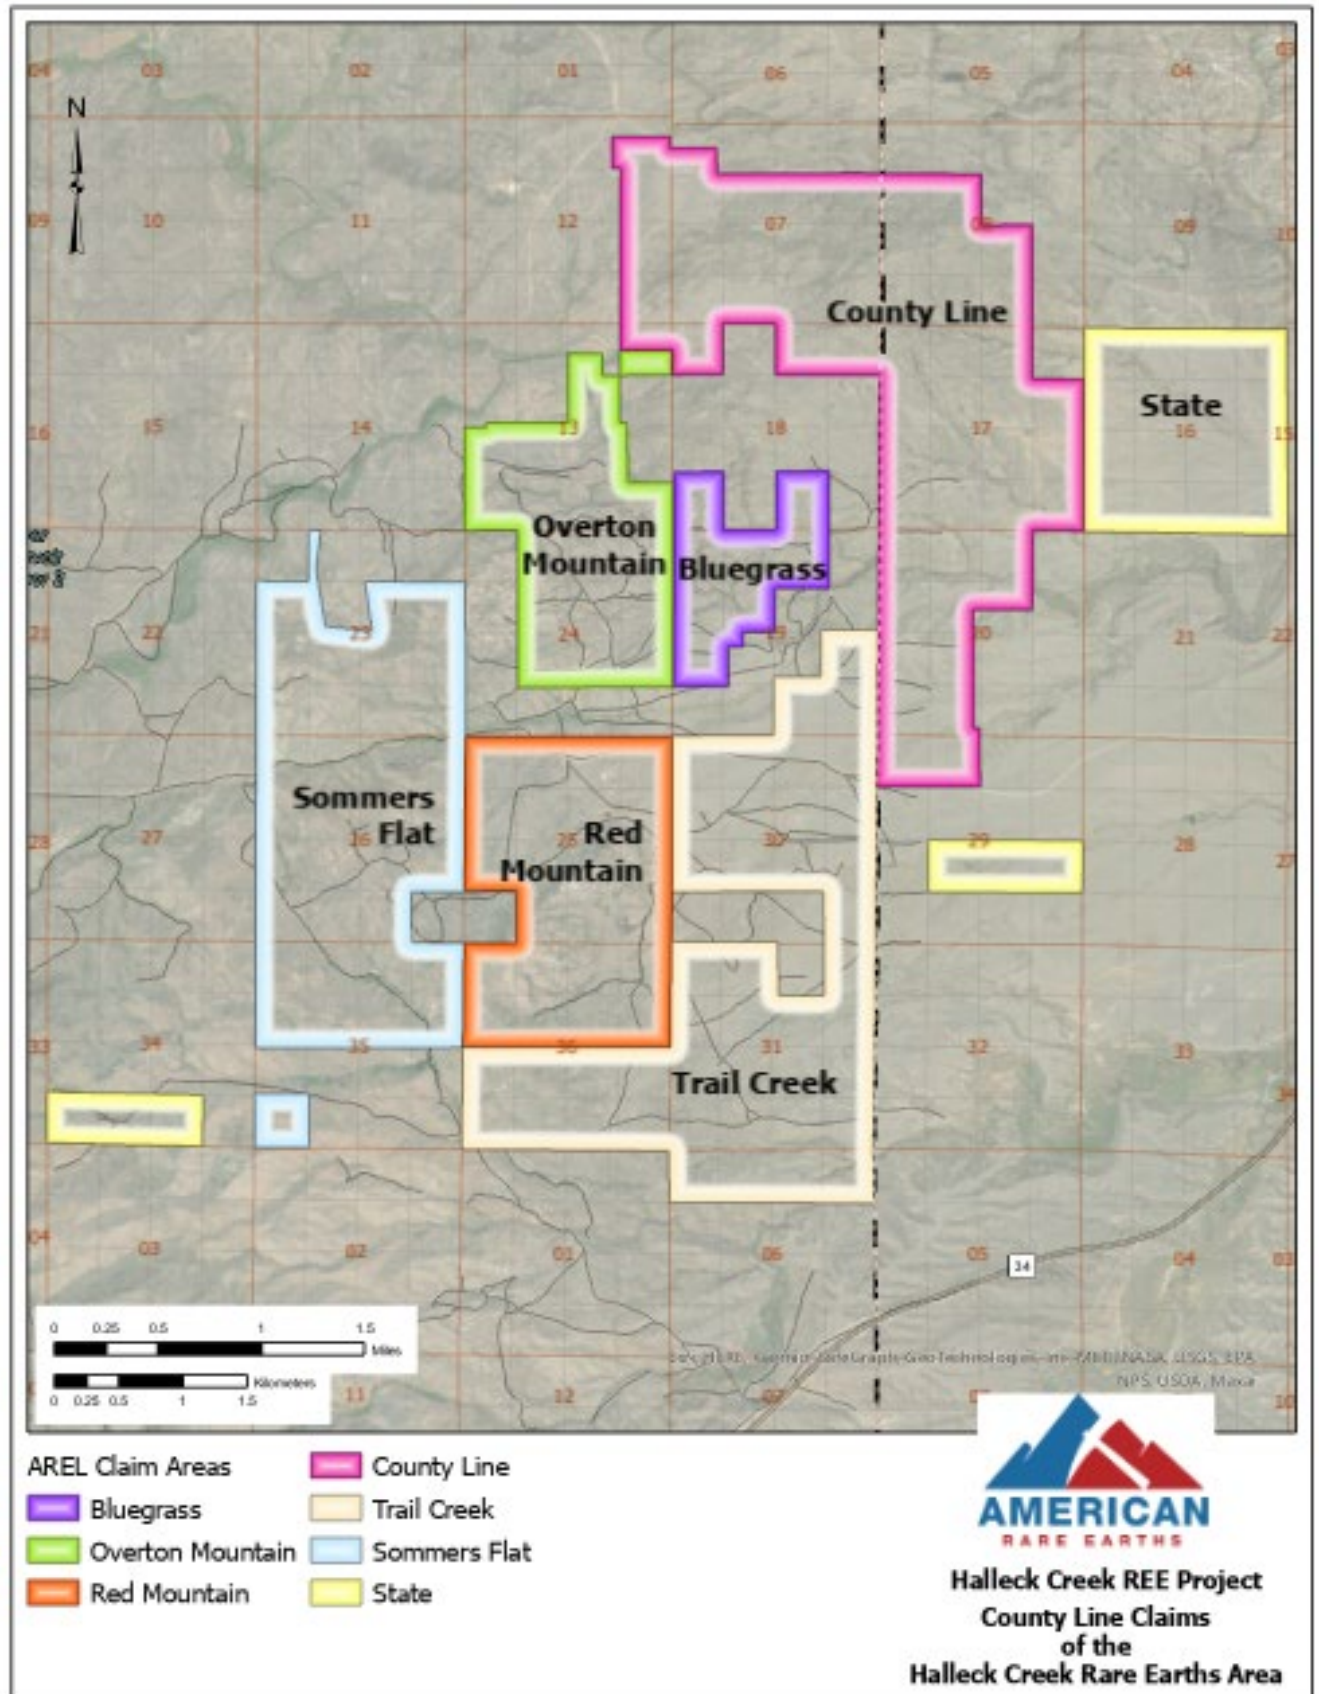 04 03 02 01 06 05 04 03
N
09 10 11 12 07 08 09 10
County Line
State
16 15 14 13 18 17 16 15
Overton
Mountain
Bluegrass
21 22 23 24 19 20 21 22
Sommers
Flat
Red
Mountain
28 27 26 25 30 29 28 27
33 34 35 36 31 32 33 34
Trail Creek
04 03 02 01 06 05 04 03
34
0 0.25 0.5 1 1.5
Miles
Kilometers
0 0.25 0.5 1 1.5
11 12 07 10
NASA, USGS, EPA
NPS, USDA, Maxar
AREL Claim Areas
County Line
Bluegrass
Trail Creek
Overton Mountain
Sommers Flat
Red Mountain
State
AMERICAN
RARE EARTHS
Halleck Creek REE Project
County Line Claims
of the
Halleck Creek Rare Earths Area